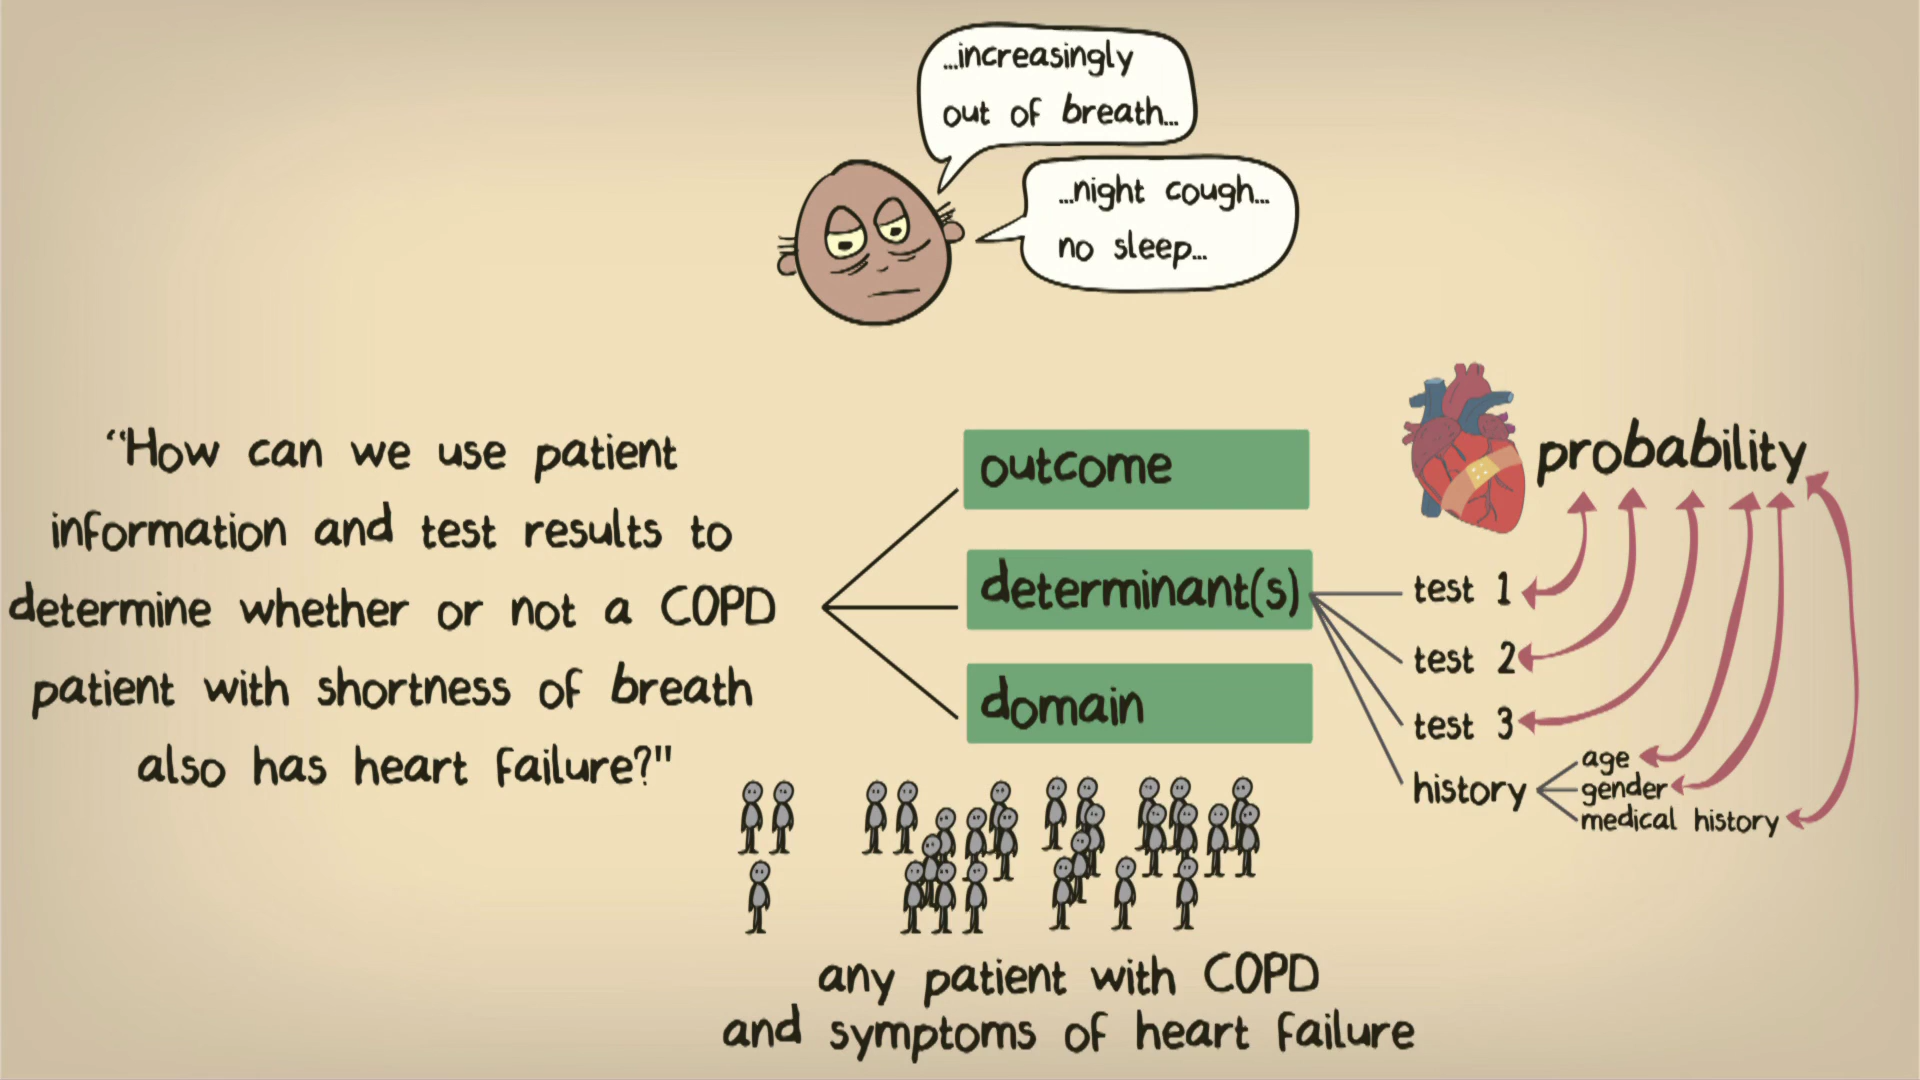 ...increasingly
out of breath...
...night cough...
no sleep...
“How can we use patient
information and test results to
determine whether or not a COPD
patient with shortness of breath
also has heart failure?"
outcome
determinant(s)
domain
probability
test 1
test 2
test 3
history
age
gender
medical history
any patient with COPD
and symptoms of heart failure